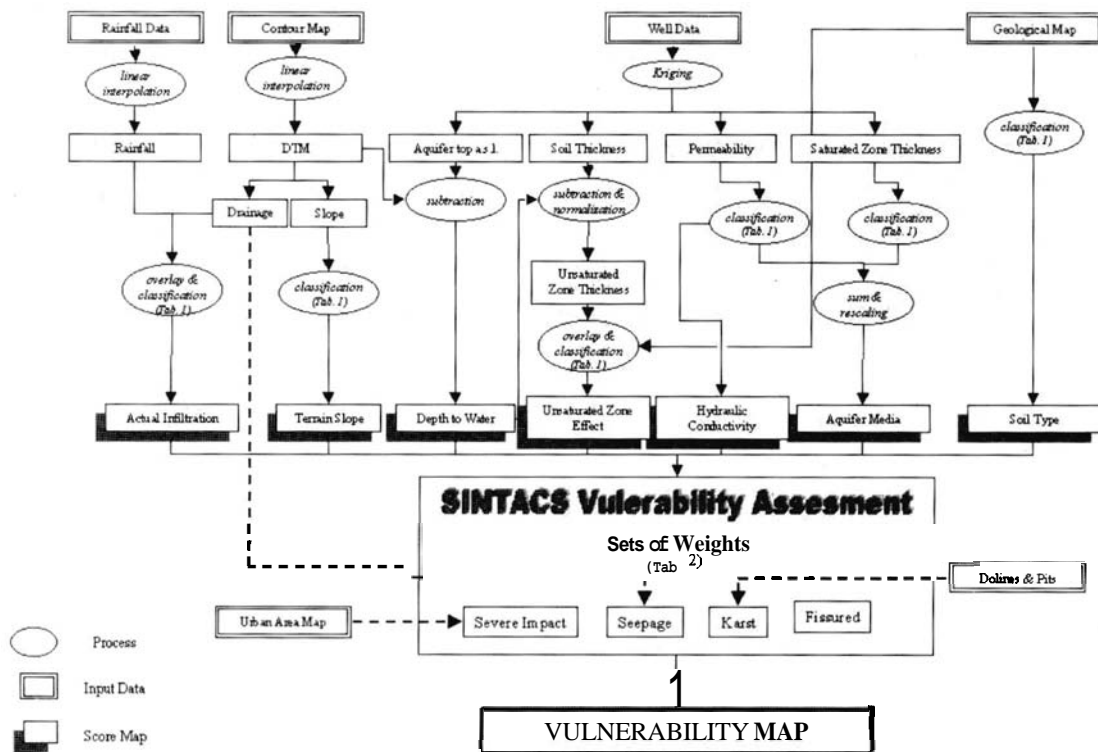 Rainfall Data
Contour Map
Well Data
Geological Map
linear
interpolation
linear
interpolation
Kriging
classification
(Tab. 1)
Rainfall
DTM
Aquifer top a s. l.
Soil Thickness
Permeability
Saturated Zone Thickness
Drainage
Slope
subtraction
subtraction &
normalization
classification
(Tab. 1)
classification
(Tab. 1)
overlay &
classification
(Tab. 1)
classification
(Tab. 1)
Unsaturated
Zone Thickness
sum &
rescaling
overlay &
classification
(Tab. 1)
Actual Infiltration
Terrain Slope
Depth to Water
Unsaturated Zone
Effect
Hydraulic
Conductivity
Aquifer Media
Soil Type
SINTACS Vulerability Assesment
Sets of Weights
(Tab 2)
Dolines & Pits
Urban Area Map
Severe Impact
Seepage
Karst
Fissured
Process
Input Data
Score Map
1
VULNERABILITY MAP